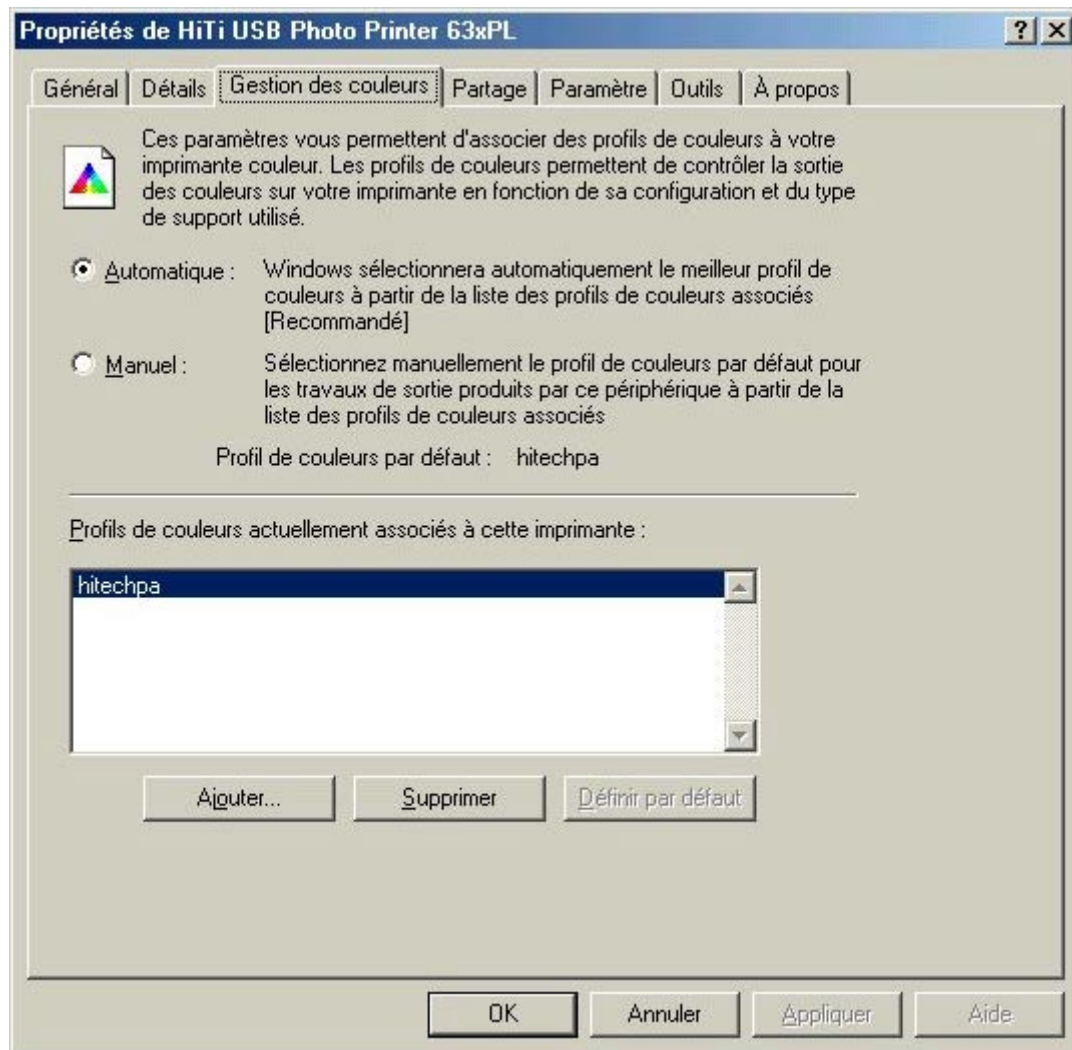 Propriétés de HiTi USB Photo Printer 63xPL
Général Détails Gestion des couleurs Partage Paramètre Outils À propos
Ces paramètres vous permettent d'associer des profils de couleurs à votre
imprimante couleur. Les profils de couleurs permettent de contrôler la sortie
des couleurs sur votre imprimante en fonction de sa configuration et du type
de support utilisé.
Automatique : Windows sélectionnera automatiquement le meilleur profil de
couleurs à partir de la liste des profils de couleurs associés
[Recommandé]
Manuel : Sélectionnez manuellement le profil de couleurs par défaut pour
les travaux de sortie produits par ce périphérique à partir de la
liste des profils de couleurs associés
Profil de couleurs par défaut : hitechpa
Profils de couleurs actuellement associés à cette imprimante :
hitechpa
Ajouter... Supprimer Définir par défaut
OK Annuler Appliquer Aide